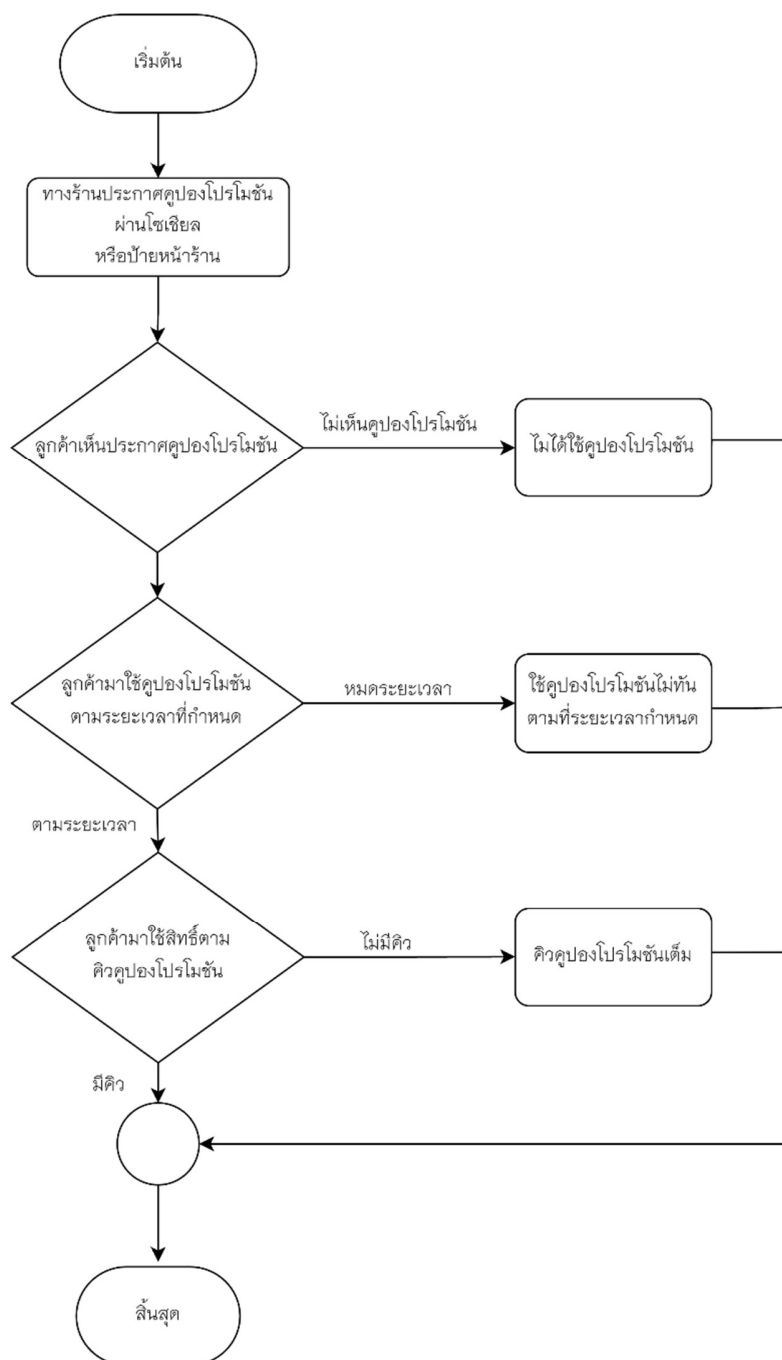 เริ่มต้น
ทางร้านประกาศคูปองโปรโมชัน
ผ่านโซเชียล
หรือป้ายหน้าร้าน
ลูกค้าเห็นประกาศคูปองโปรโมชัน
ไม่เห็นคูปองโปรโมชัน
ไมได้ใช้คูปองโปรโมชัน
ลูกค้ามาใช้คูปองโปรโมชัน
ตามระยะเวลาที่กำหนด
หมดระยะเวลา
ใช้คูปองโปรโมชันไม่ทัน
ตามที่ระยะเวลากำหนด
ตามระยะเวลา
ลูกค้ามาใช้สิทธิ์ตาม
คิวคูปองโปรโมชัน
ไม่มีคิว
คิวคูปองโปรโมชันเต็ม
มีคิว
สิ้นสุด